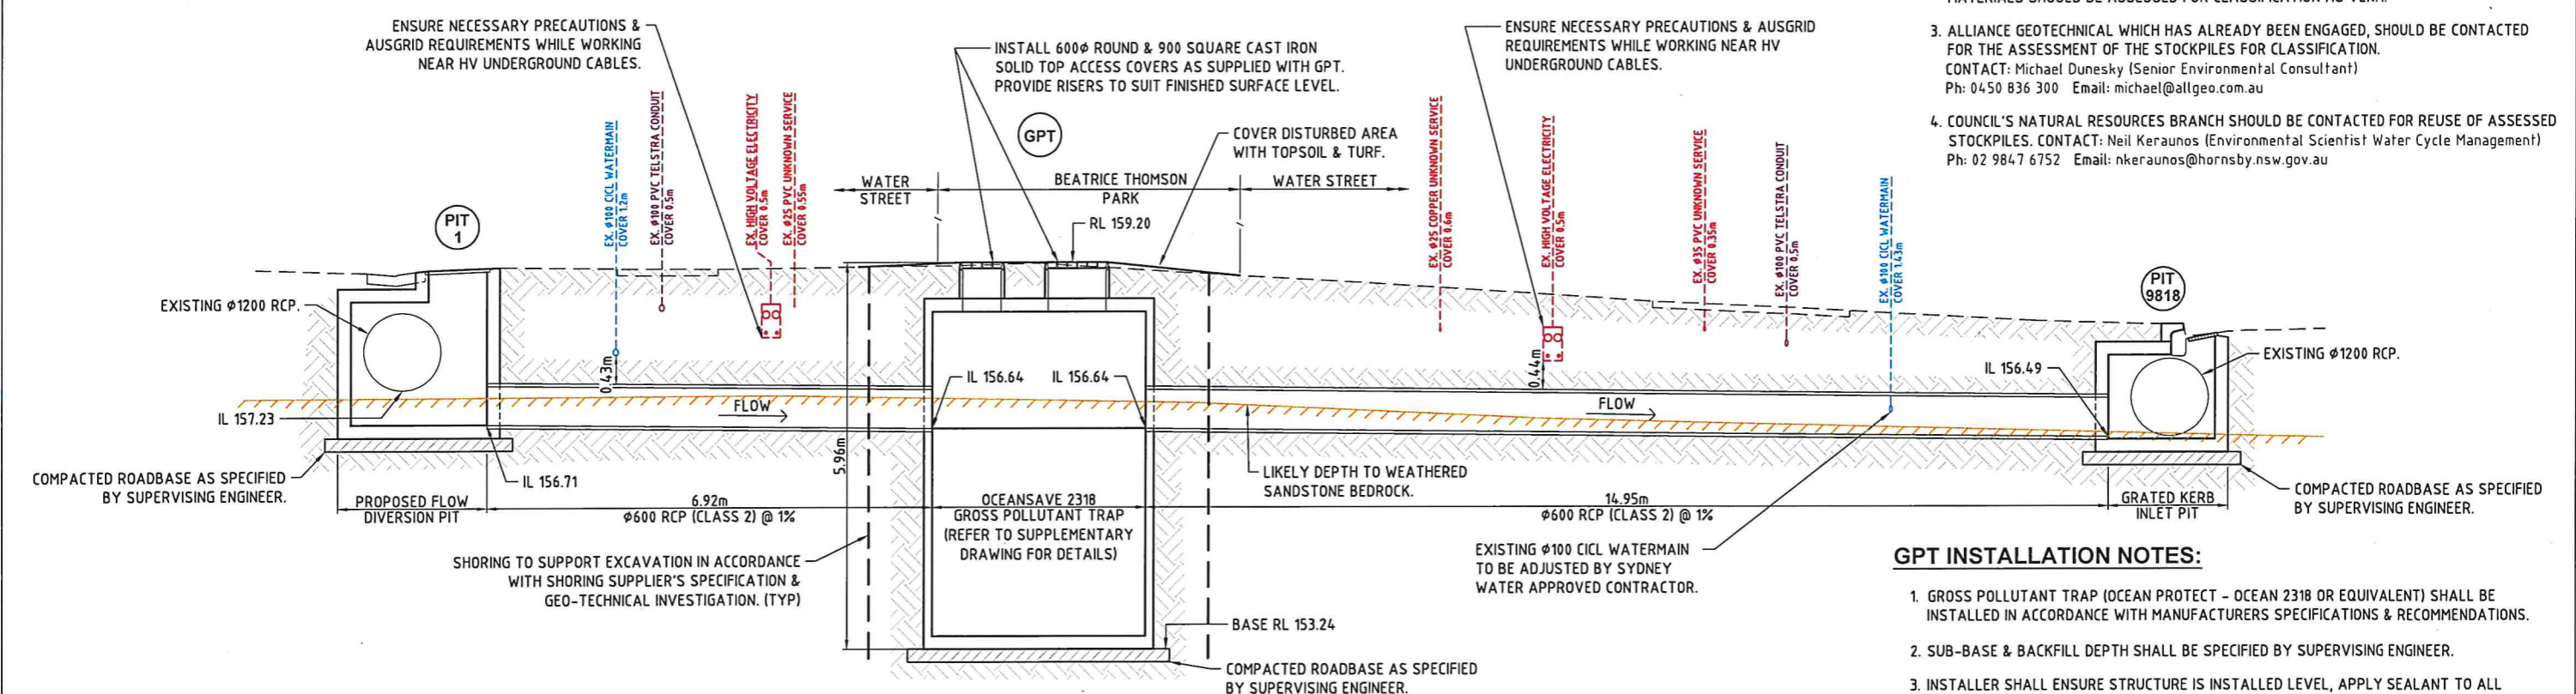 ENSURE NECESSARY PRECAUTIONS &
AUSGRID REQUIREMENTS WHILE WORKING
NEAR HV UNDERGROUND CABLES.
INSTALL 600ϕ ROUND & 900 SQUARE CAST IRON
SOLID TOP ACCESS COVERS AS SUPPLIED WITH GPT.
PROVIDE RISERS TO SUIT FINISHED SURFACE LEVEL.
ENSURE NECESSARY PRECAUTIONS & AUSGRID
REQUIREMENTS WHILE WORKING NEAR HV
UNDERGROUND CABLES.
3. ALLIANCE GEOTECHNICAL WHICH HAS ALREADY BEEN ENGAGED, SHOULD BE CONTACTED
FOR THE ASSESSMENT OF THE STOCKPILES FOR CLASSIFICATION.
CONTACT: Michael Dunesky (Senior Environmental Consultant)
Ph: 0450 836 300 Email: michael@allgeo.com.au
4. COUNCIL'S NATURAL RESOURCES BRANCH SHOULD BE CONTACTED FOR REUSE OF ASSESSED
STOCKPILES. CONTACT: Neil Keraunos (Environmental Scientist Water Cycle Management)
Ph: 02 9847 6752 Email: nkeraunos@hornsby.nsw.gov.au
EX. ϕ100 CICL WATERMAIN
COVER 1.2m
EX. ϕ100 PVC TELSTRA CONDUIT
COVER 0.5m
EX. HIGH VOLTAGE ELECTRICITY
COVER 0.5m
EX. ϕ25 PVC UNKNOWN SERVICE
COVER 0.55m
GPT
COVER DISTURBED AREA
WITH TOPSOIL & TURF.
WATER
STREET
BEATRICE THOMSON
PARK
WATER STREET
RL 159.20
EX. ϕ25 COPPER UNKNOWN SERVICE
COVER 0.6m
EX. HIGH VOLTAGE ELECTRICITY
COVER 0.5m
EX. ϕ35 PVC UNKNOWN SERVICE
COVER 0.35m
EX. ϕ100 PVC TELSTRA CONDUIT
COVER 0.5m
EX. ϕ100 CICL WATERMAIN
COVER 1.43m
PIT
1
PIT
9818
EXISTING ϕ1200 RCP.
EXISTING ϕ1200 RCP.
0.43m
0.44m
IL 156.64
IL 156.64
IL 156.49
FLOW
FLOW
IL 157.23
5.96m
COMPACTED ROADBASE AS SPECIFIED
BY SUPERVISING ENGINEER.
IL 156.71
PROPOSED FLOW
DIVERSION PIT
6.92m
ϕ600 RCP (CLASS 2) @ 1%
OCEANSAVE 2318
GROSS POLLUTANT TRAP
(REFER TO SUPPLEMENTARY
DRAWING FOR DETAILS)
LIKELY DEPTH TO WEATHERED
SANDSTONE BEDROCK.
14.95m
ϕ600 RCP (CLASS 2) @ 1%
GRATED KERB
INLET PIT
COMPACTED ROADBASE AS SPECIFIED
BY SUPERVISING ENGINEER.
SHORING TO SUPPORT EXCAVATION IN ACCORDANCE
WITH SHORING SUPPLIER'S SPECIFICATION &
GEO-TECHNICAL INVESTIGATION. (TYP)
EXISTING ϕ100 CICL WATERMAIN
TO BE ADJUSTED BY SYDNEY
WATER APPROVED CONTRACTOR.
BASE RL 153.24
COMPACTED ROADBASE AS SPECIFIED
BY SUPERVISING ENGINEER.
GPT INSTALLATION NOTES:
1. GROSS POLLUTANT TRAP (OCEAN PROTECT - OCEAN 2318 OR EQUIVALENT) SHALL BE
INSTALLED IN ACCORDANCE WITH MANUFACTURERS SPECIFICATIONS & RECOMMENDATIONS.
2. SUB-BASE & BACKFILL DEPTH SHALL BE SPECIFIED BY SUPERVISING ENGINEER.
3. INSTALLER SHALL ENSURE STRUCTURE IS INSTALLED LEVEL, APPLY SEALANT TO ALL